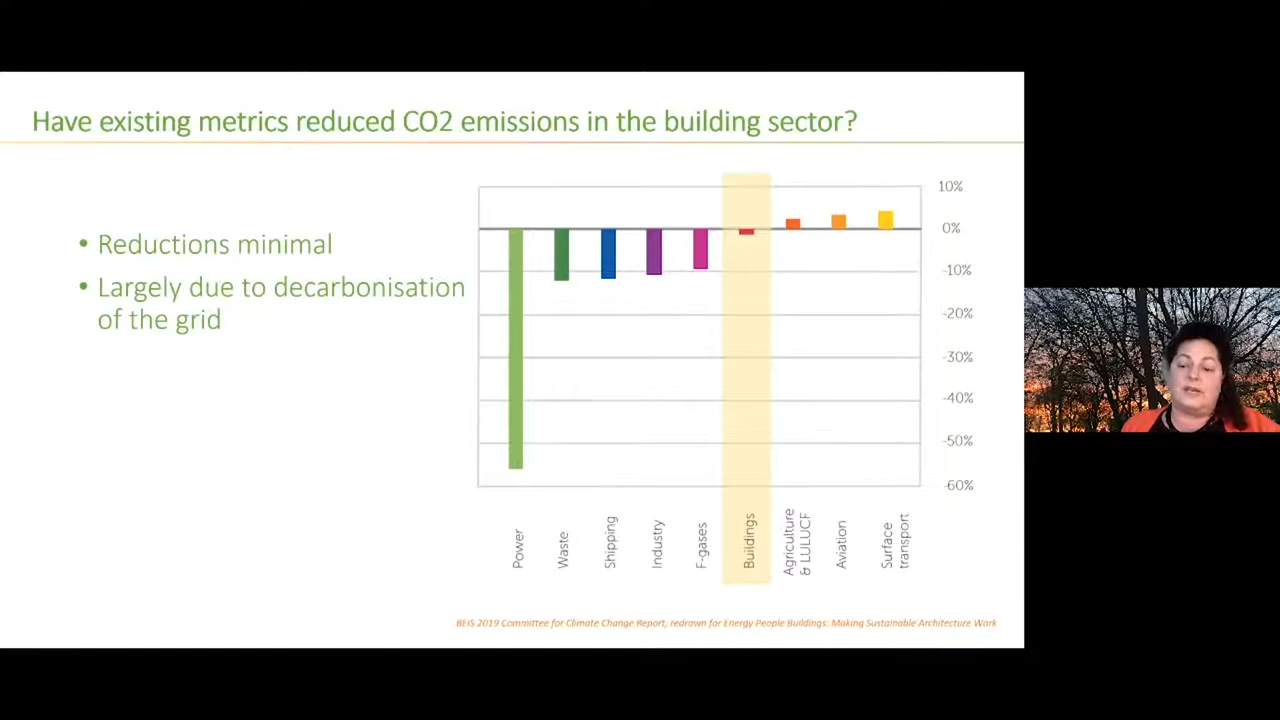 Have existing metrics reduced CO2 emissions in the building sector?
• Reductions minimal
• Largely due to decarbonisation
of the grid
10%
0%
-10%
-20%
-30%
-40%
-50%
-60%
Power
Waste
Shipping
Industry
F-gases
Buildings
Agriculture
& LULUCF
Aviation
Surface
transport
BEIS 2019 Committee for Climate Change Report, redrawn for Energy People Buildings: Making Sustainable Architecture Work